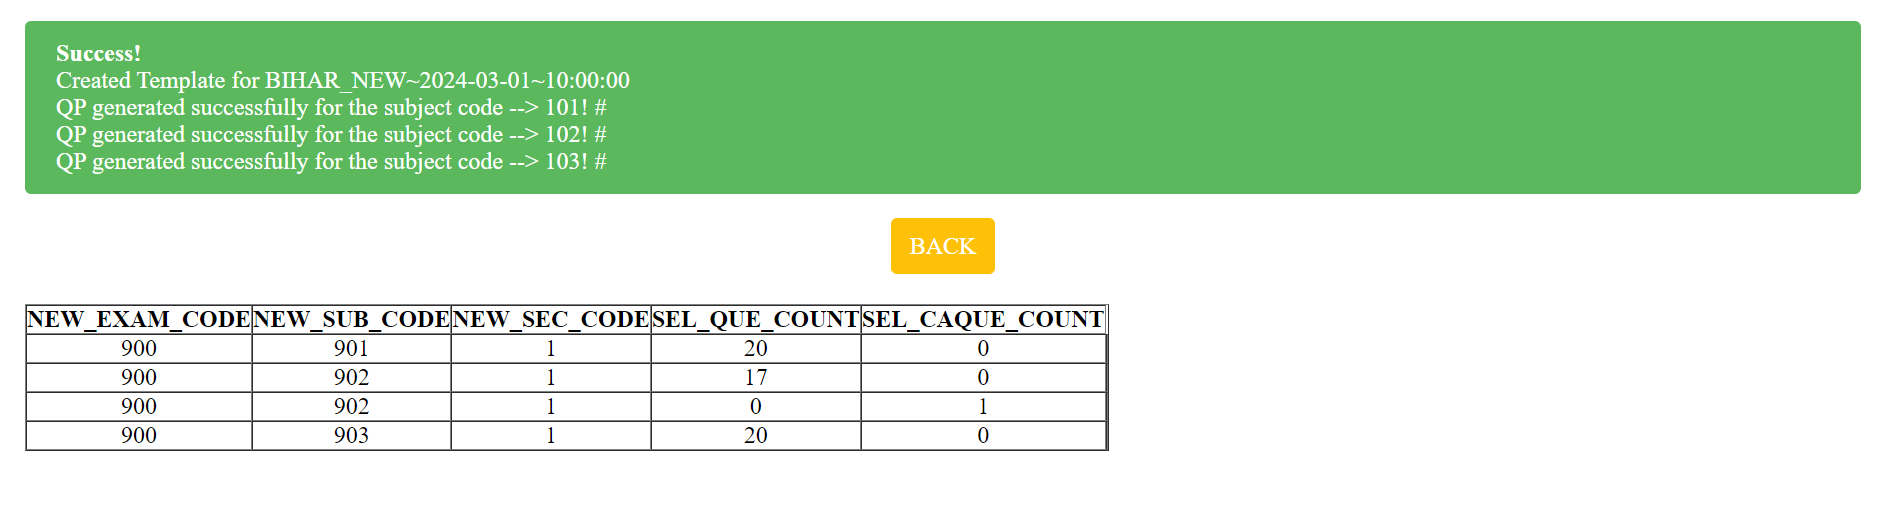 Success!
Created Template for BIHAR_NEW~2024-03-01~10:00:00
QP generated successfully for the subject code --> 101! #
QP generated successfully for the subject code --> 102! #
QP generated successfully for the subject code --> 103! #
BACK
NEW_EXAM_CODE NEW_SUB_CODE NEW_SEC_CODE SEL_QUE_COUNT SEL_CAQUE_COUNT
900 901 1 20 0
900 902 1 17 0
900 902 1 0 1
900 903 1 20 0